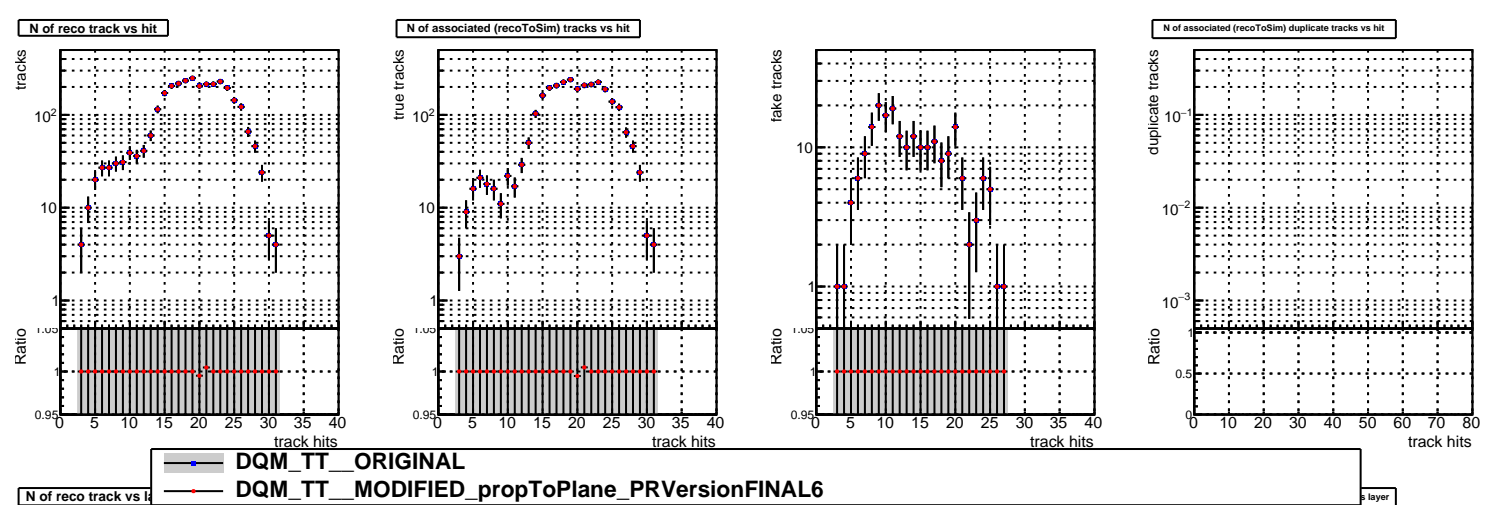 N of reco track vs hit
tracks
10²
10
1
1.05
Ratio
1
0.95
0 5 10 15 20 25 30 35 40
track hits
N of associated (recoToSim) tracks vs hit
true tracks
10²
10
1
1.05
Ratio
1
0.95
0 5 10 15 20 25 30 35 40
track hits
fake tracks
10
1
1.05
Ratio
1
0.95
0 5 10 15 20 25 30 35 40
track hits
N of associated (recoToSim) duplicate tracks vs hit
duplicate tracks
10⁻¹
10⁻²
10⁻³
Ratio
1
0.5
0
0 10 20 30 40 50 60 70 80
track hits
DQM_TT__ORIGINAL
DQM_TT__MODIFIED_propToPlane_PRVersionFINAL6
N of reco track vs la
s layer